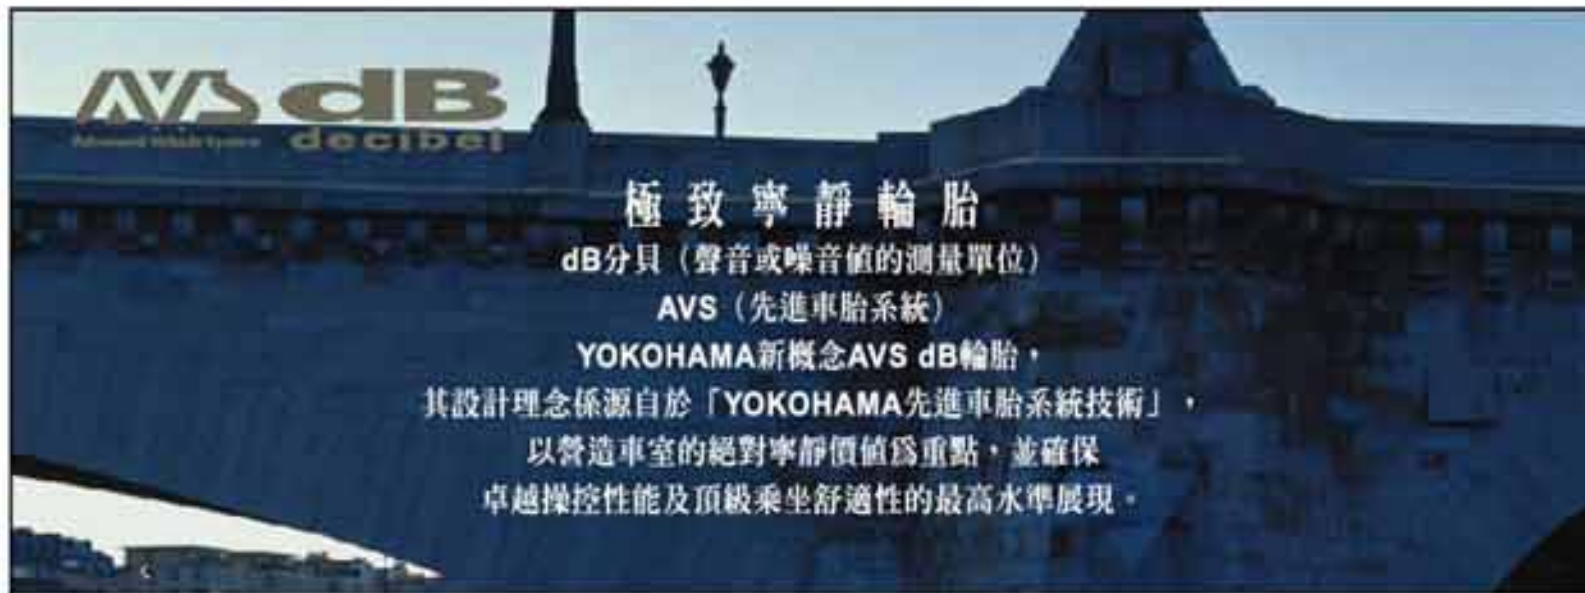 AVS dB
decibel
極致寧靜輪胎
dB分貝（聲音或噪音值的測量單位）
AVS（先進車胎系統）
YOKOHAMA新概念AVS dB輪胎，
其設計理念係源自於「YOKOHAMA先進車胎系統技術」，
以營造車室的絕對寧靜價值爲重點，並確保
卓越操控性能及頂級乘坐舒適性的最高水準展現。